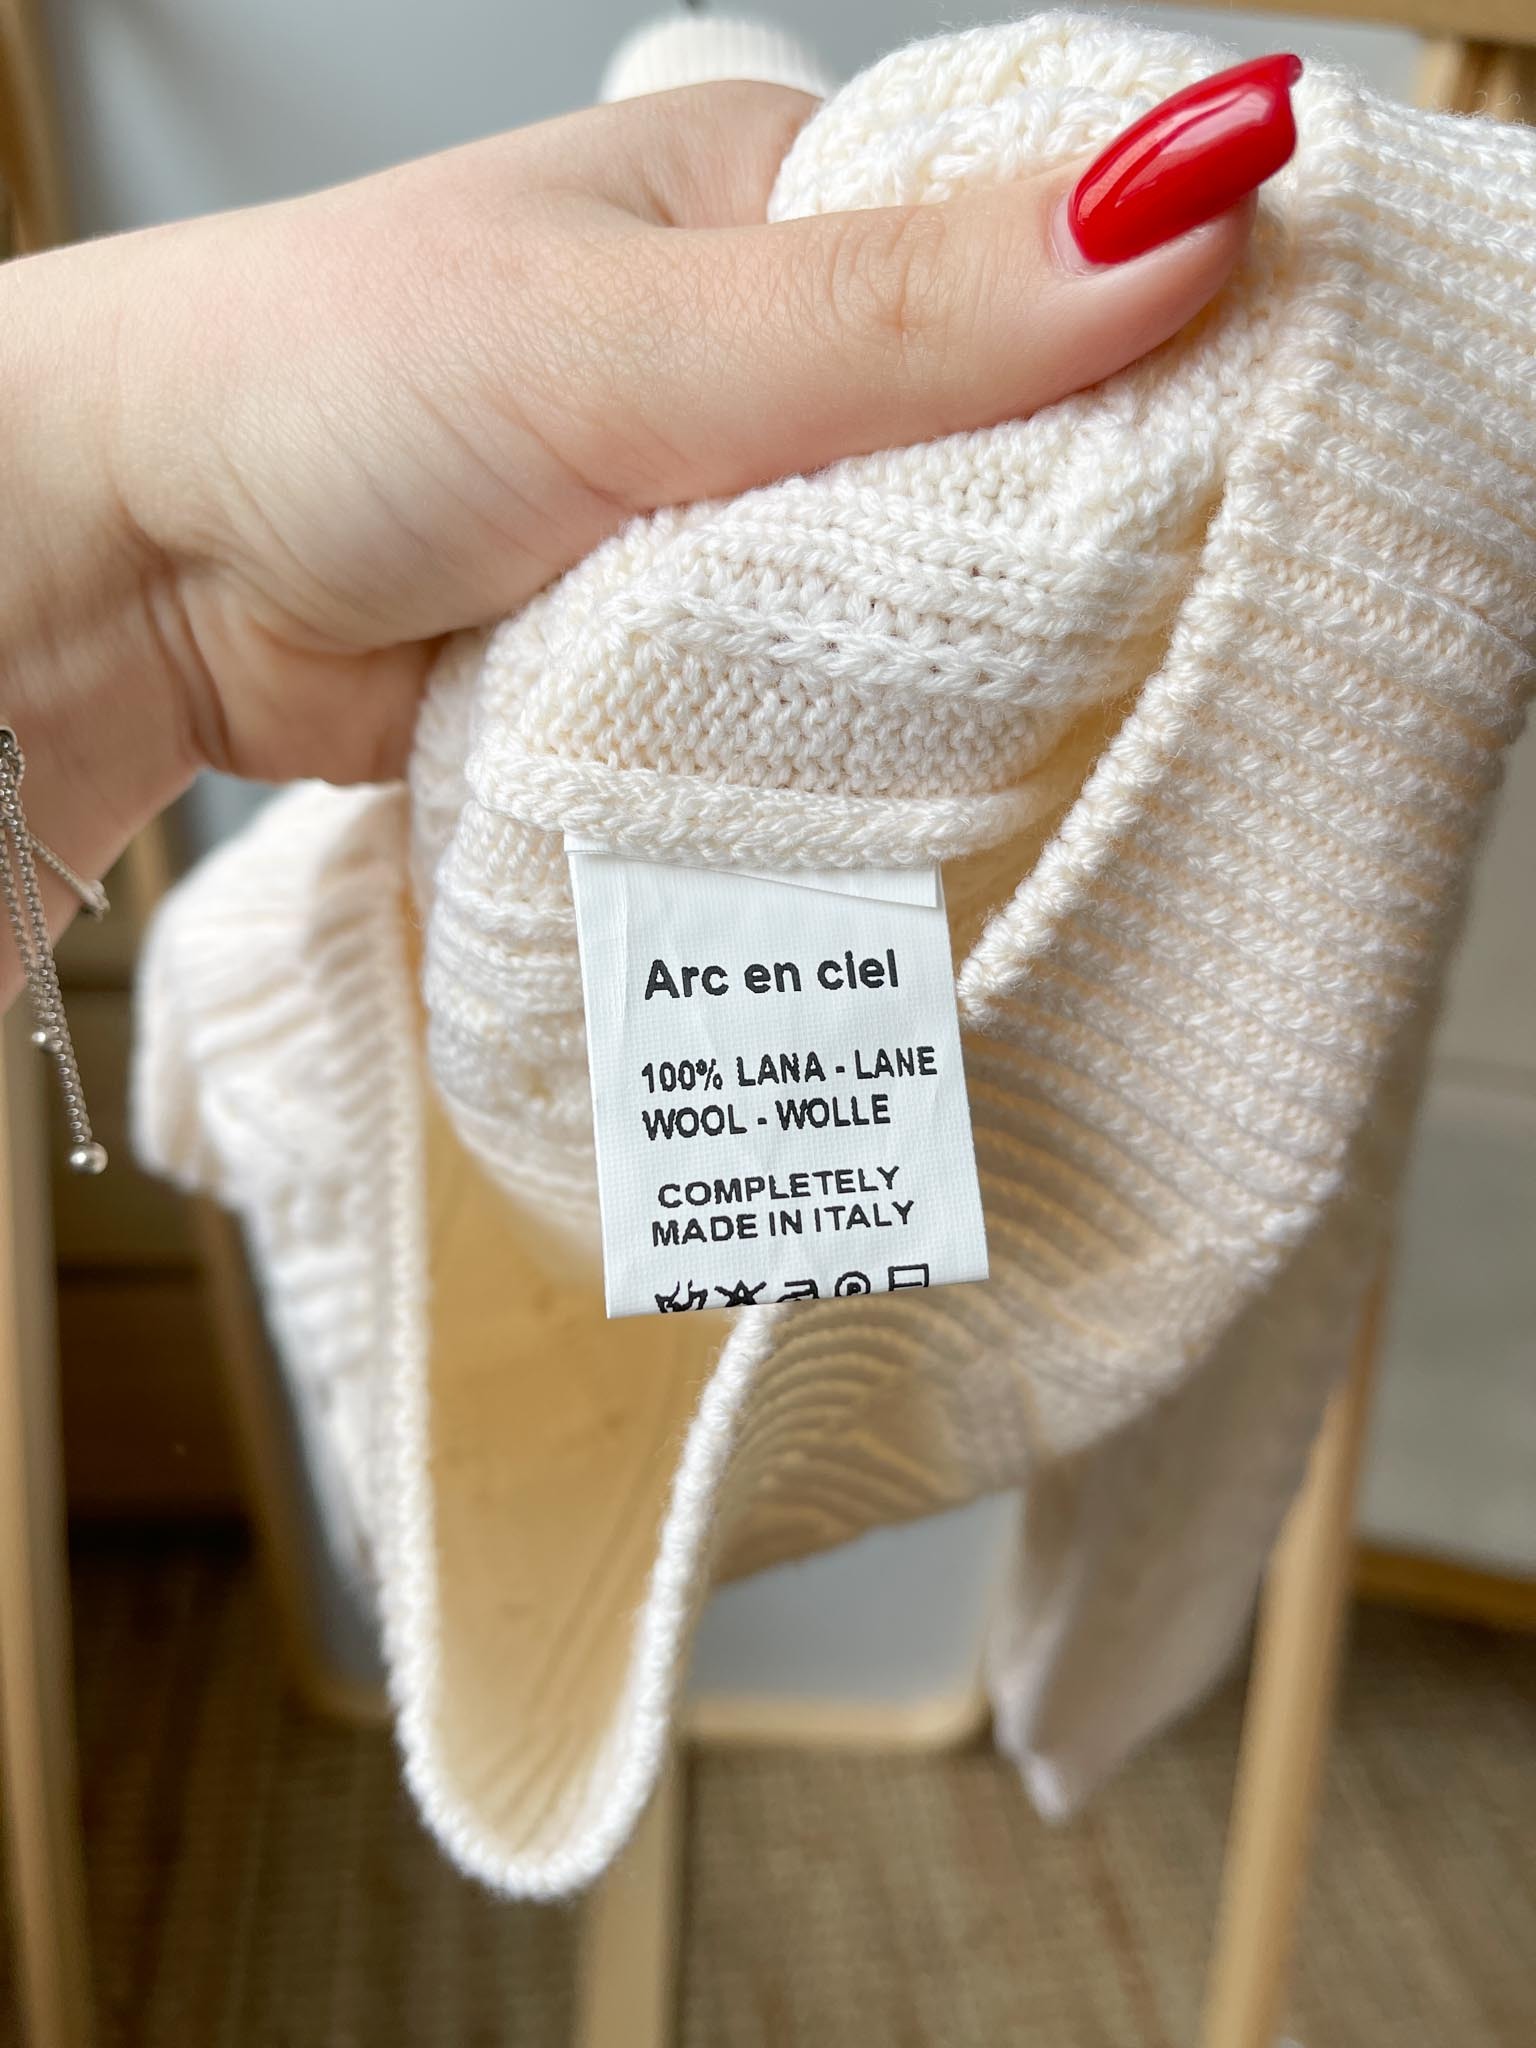 Arc en ciel
100% LANA - LANE
WOOL - WOLLE
COMPLETELY
MADE IN ITALY
P